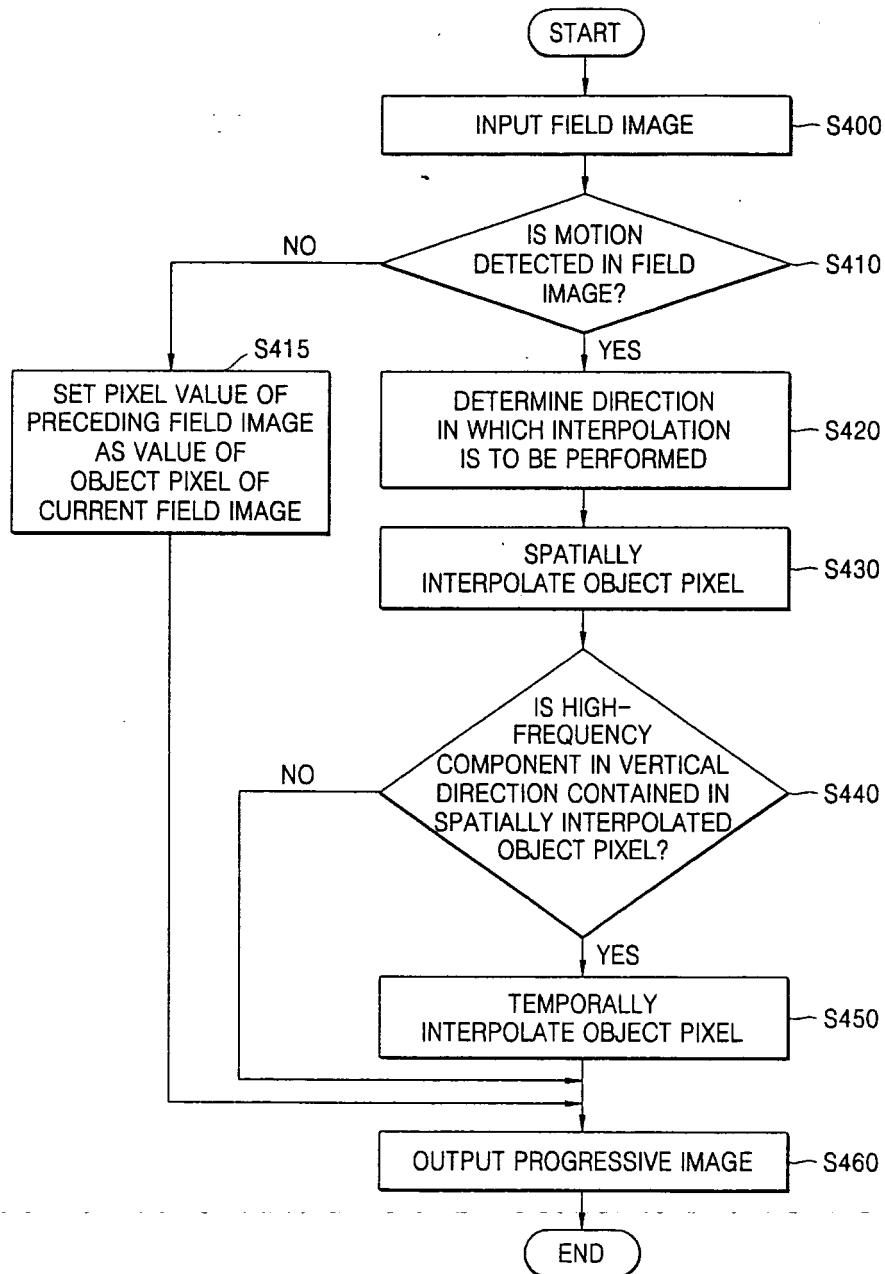 START
INPUT FIELD IMAGE
S400
IS MOTION
DETECTED IN FIELD
IMAGE?
S410
NO
YES
S415
SET PIXEL VALUE OF
PRECEDING FIELD IMAGE
AS VALUE OF
OBJECT PIXEL OF
CURRENT FIELD IMAGE
DETERMINE DIRECTION
IN WHICH INTERPOLATION
IS TO BE PERFORMED
S420
SPATIALLY
INTERPOLATE OBJECT PIXEL
S430
IS HIGH-
FREQUENCY
COMPONENT IN VERTICAL
DIRECTION CONTAINED IN
SPATIALLY INTERPOLATED
OBJECT PIXEL?
S440
NO
YES
TEMPORALLY
INTERPOLATE OBJECT PIXEL
S450
OUTPUT PROGRESSIVE IMAGE
S460
END